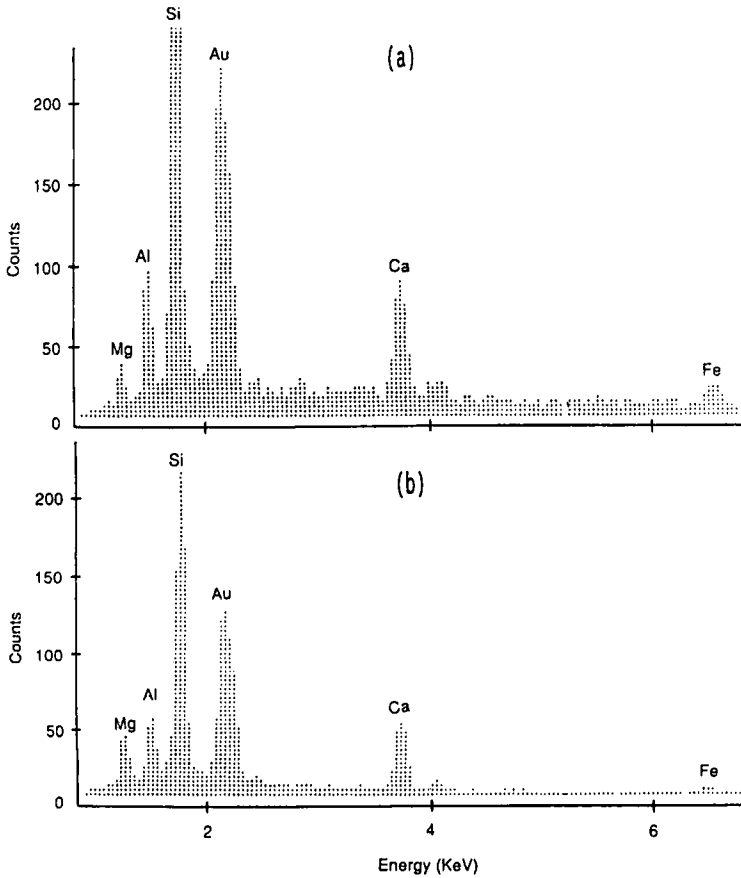 Si
(a)
Au
200
150
Counts
Al
100
Ca
Mg
50
Fe
0
Si
(b)
200
150
Au
Counts
100
Al
Ca
Mg
50
Fe
0
2
4
6
Energy (KeV)